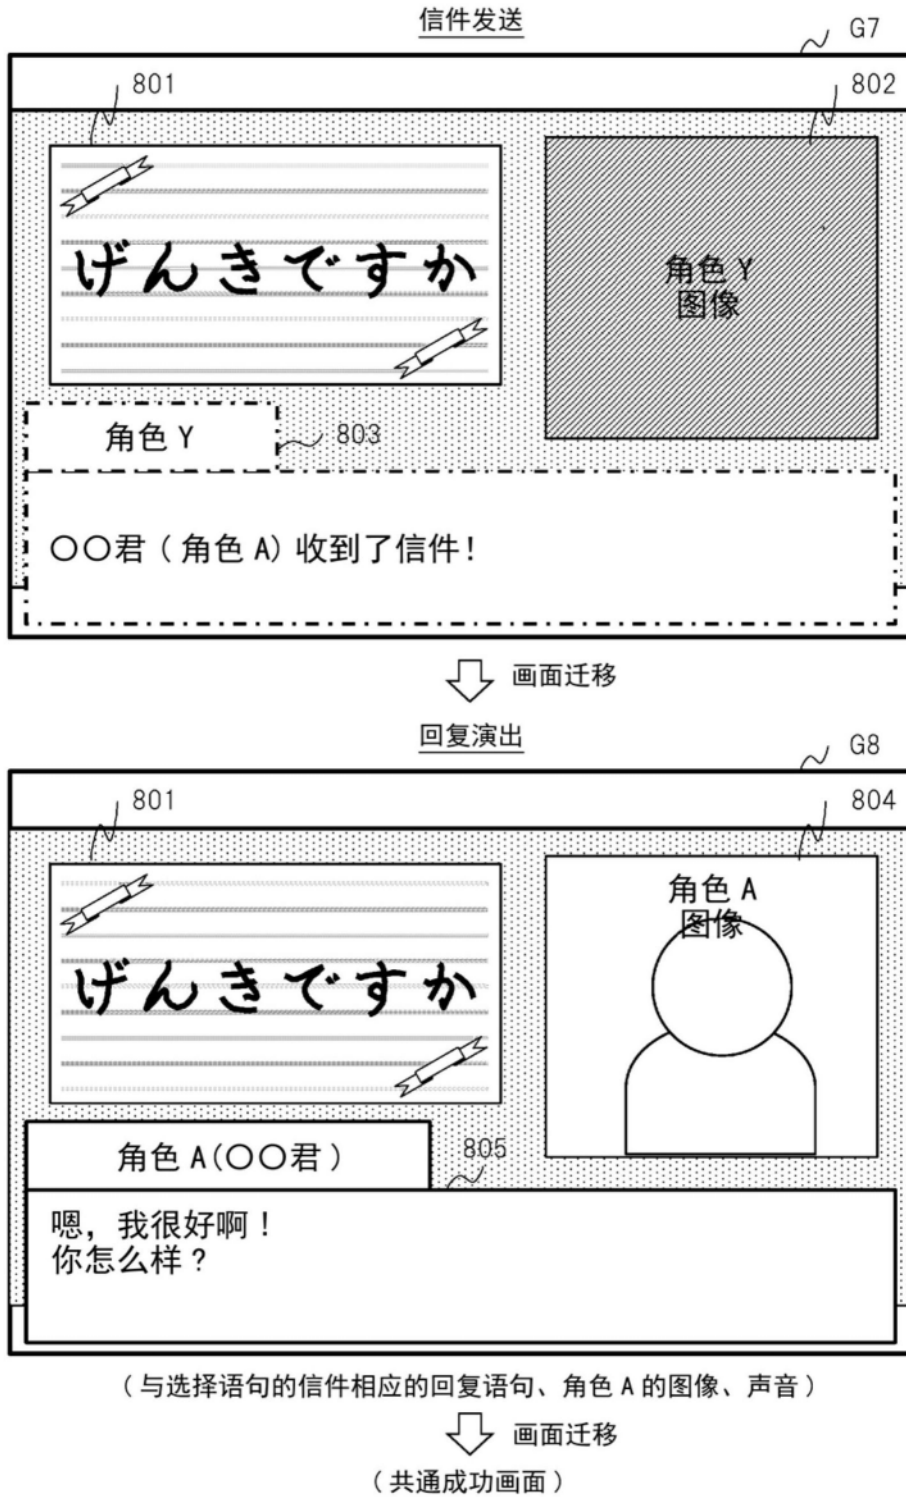 信件发送
G7
801
802
げんきですか
角色 Y
图像
角色 Y
803
〇〇君（角色 A）收到了信件！
画面迁移
回复演出
G8
801
804
げんきですか
角色 A
图像
角色 A（〇〇君）
805
嗯，我很好啊！
你怎么样？
（与选择语句的信件相应的回复语句、角色 A 的图像、声音）
画面迁移
（共通成功画面）